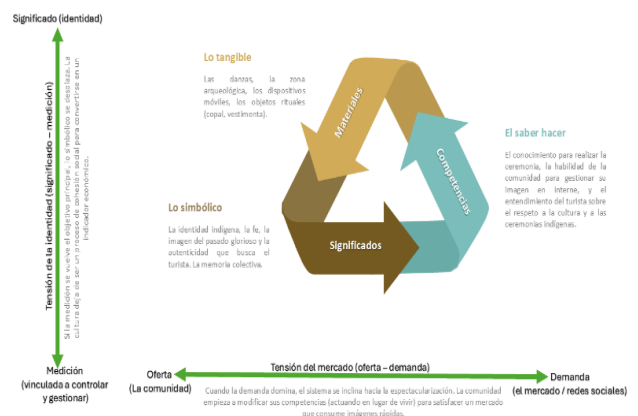 Significado (identidad)
Tensión de la identidad (significado – medición)
Si la medición se vuelve el objetivo principal, lo simbólico se desplaza. La
cultura deja de ser un proceso de cohesión social para convertirse en un
indicador económico.
Medición
(vinculada a controlar
y gestionar)
Lo tangible
Las danzas, la zona
arqueológica, los dispositivos
móviles, los objetos rituales
(copal, vestimenta).
Materiales
Competencias
Significados
El saber hacer
El conocimiento para realizar la
ceremonia, la habilidad de la
comunidad para gestionar su
imagen en interne, y el
entendimiento del turista sobre
el respeto a la cultura y a las
ceremonias indígenas.
Lo simbólico
La identidad indígena, la fe, la
imagen del pasado glorioso y la
autenticidad que busca el
turista. La memoria colectiva.
Oferta
(La comunidad)
Tensión del mercado (oferta – demanda)
Cuando la demanda domina, el sistema se inclina hacia la espectacularización. La comunidad
empieza a modificar sus competencias (actuando en lugar de vivir) para satisfacer un mercado
que consume imágenes rápidas.
Demanda
(el mercado / redes sociales)